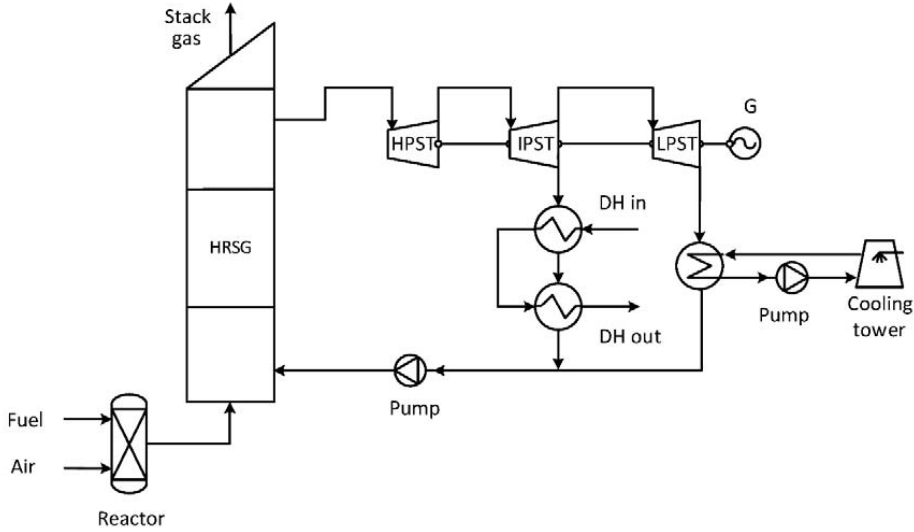 Stack
gas
G
HPST
IPST
LPST
DH in
HRSG
DH out
Pump
Cooling
tower
Pump
Fuel
Air
Reactor